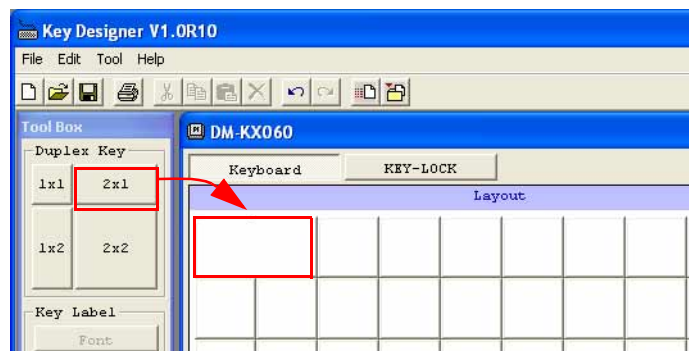 Key Designer V1.0R10
File Edit Tool Help
Tool Box
DM-KX060
Duplex Key
Keyboard KEY-LOCK
1x1 2x1
Layout
1x2 2x2
Key Label
Font